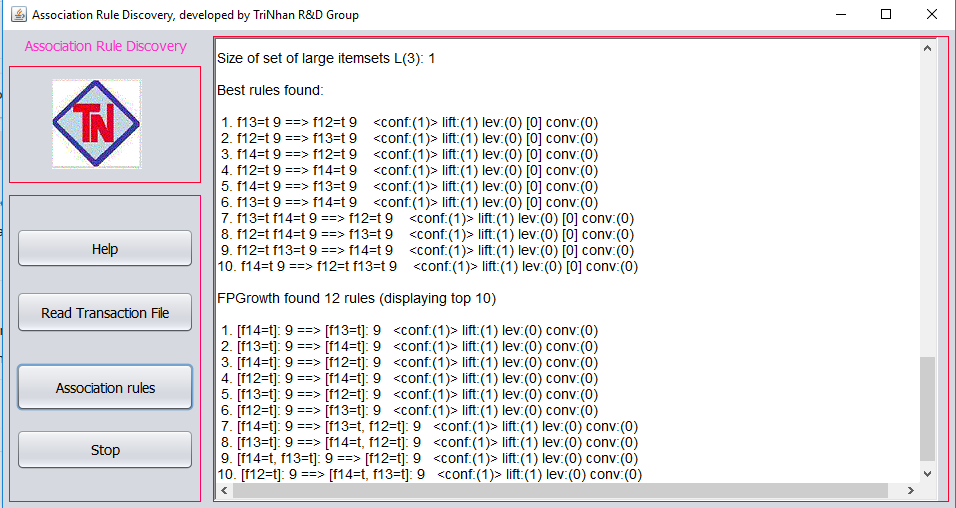 Association Rule Discovery, developed by TriNhan R&D Group
Association Rule Discovery
TN
Help
Read Transaction File
Association rules
Stop
Size of set of large itemsets L(3): 1
Best rules found:
1. f13=t 9 ==> f12=t 9 <conf:(1)> lift:(1) lev:(0) [0] conv:(0)
2. f12=t 9 ==> f13=t 9 <conf:(1)> lift:(1) lev:(0) [0] conv:(0)
3. f14=t 9 ==> f12=t 9 <conf:(1)> lift:(1) lev:(0) [0] conv:(0)
4. f12=t 9 ==> f14=t 9 <conf:(1)> lift:(1) lev:(0) [0] conv:(0)
5. f14=t 9 ==> f13=t 9 <conf:(1)> lift:(1) lev:(0) [0] conv:(0)
6. f13=t 9 ==> f14=t 9 <conf:(1)> lift:(1) lev:(0) [0] conv:(0)
7. f13=t f14=t 9 ==> f12=t 9 <conf:(1)> lift:(1) lev:(0) [0] conv:(0)
8. f12=t f14=t 9 ==> f13=t 9 <conf:(1)> lift:(1) lev:(0) [0] conv:(0)
9. f12=t f13=t 9 ==> f14=t 9 <conf:(1)> lift:(1) lev:(0) [0] conv:(0)
10. f14=t 9 ==> f12=t f13=t 9 <conf:(1)> lift:(1) lev:(0) [0] conv:(0)
FPGrowth found 12 rules (displaying top 10)
1. [f14=t]: 9 ==> [f13=t]: 9 <conf:(1)> lift:(1) lev:(0) conv:(0)
2. [f13=t]: 9 ==> [f14=t]: 9 <conf:(1)> lift:(1) lev:(0) conv:(0)
3. [f14=t]: 9 ==> [f12=t]: 9 <conf:(1)> lift:(1) lev:(0) conv:(0)
4. [f12=t]: 9 ==> [f14=t]: 9 <conf:(1)> lift:(1) lev:(0) conv:(0)
5. [f13=t]: 9 ==> [f12=t]: 9 <conf:(1)> lift:(1) lev:(0) conv:(0)
6. [f12=t]: 9 ==> [f13=t]: 9 <conf:(1)> lift:(1) lev:(0) conv:(0)
7. [f14=t]: 9 ==> [f13=t, f12=t]: 9 <conf:(1)> lift:(1) lev:(0) conv:(0)
8. [f13=t]: 9 ==> [f14=t, f12=t]: 9 <conf:(1)> lift:(1) lev:(0) conv:(0)
9. [f14=t, f13=t]: 9 ==> [f12=t]: 9 <conf:(1)> lift:(1) lev:(0) conv:(0)
10. [f12=t]: 9 ==> [f14=t, f13=t]: 9 <conf:(1)> lift:(1) lev:(0) conv:(0)